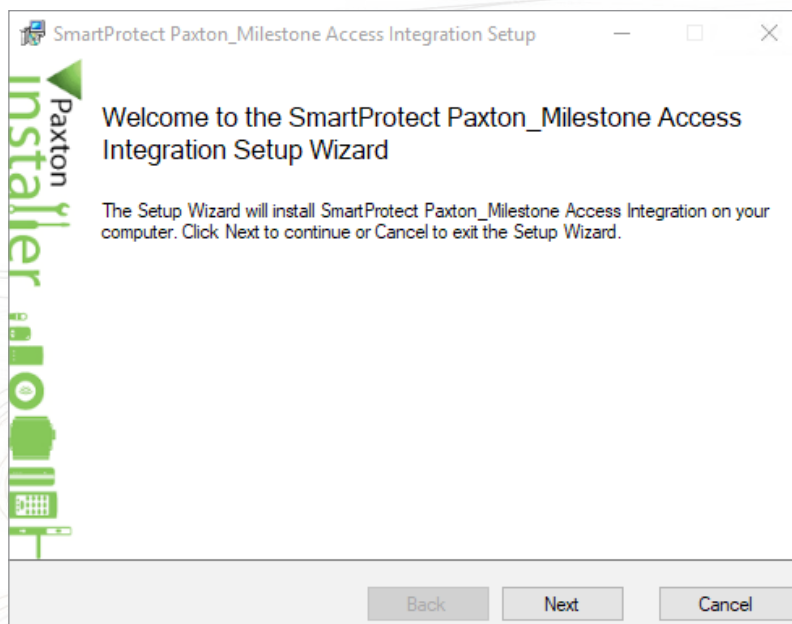 SmartProtect Paxton_Milestone Access Integration Setup
Paxton
Installer
Welcome to the SmartProtect Paxton_Milestone Access
Integration Setup Wizard
The Setup Wizard will install SmartProtect Paxton_Milestone Access Integration on your
computer. Click Next to continue or Cancel to exit the Setup Wizard.
Back
Next
Cancel